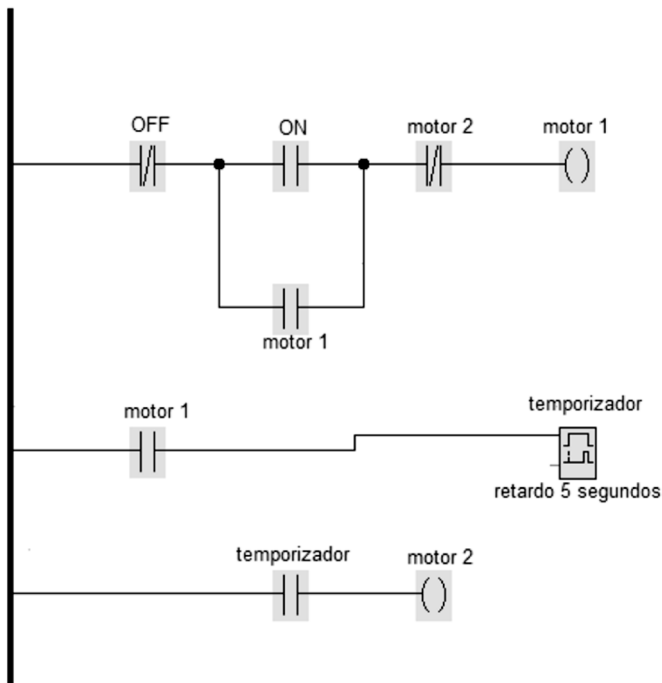 OFF
ON
motor 2
motor 1
motor 1
motor 1
temporizador
retardo 5 segundos
temporizador
motor 2